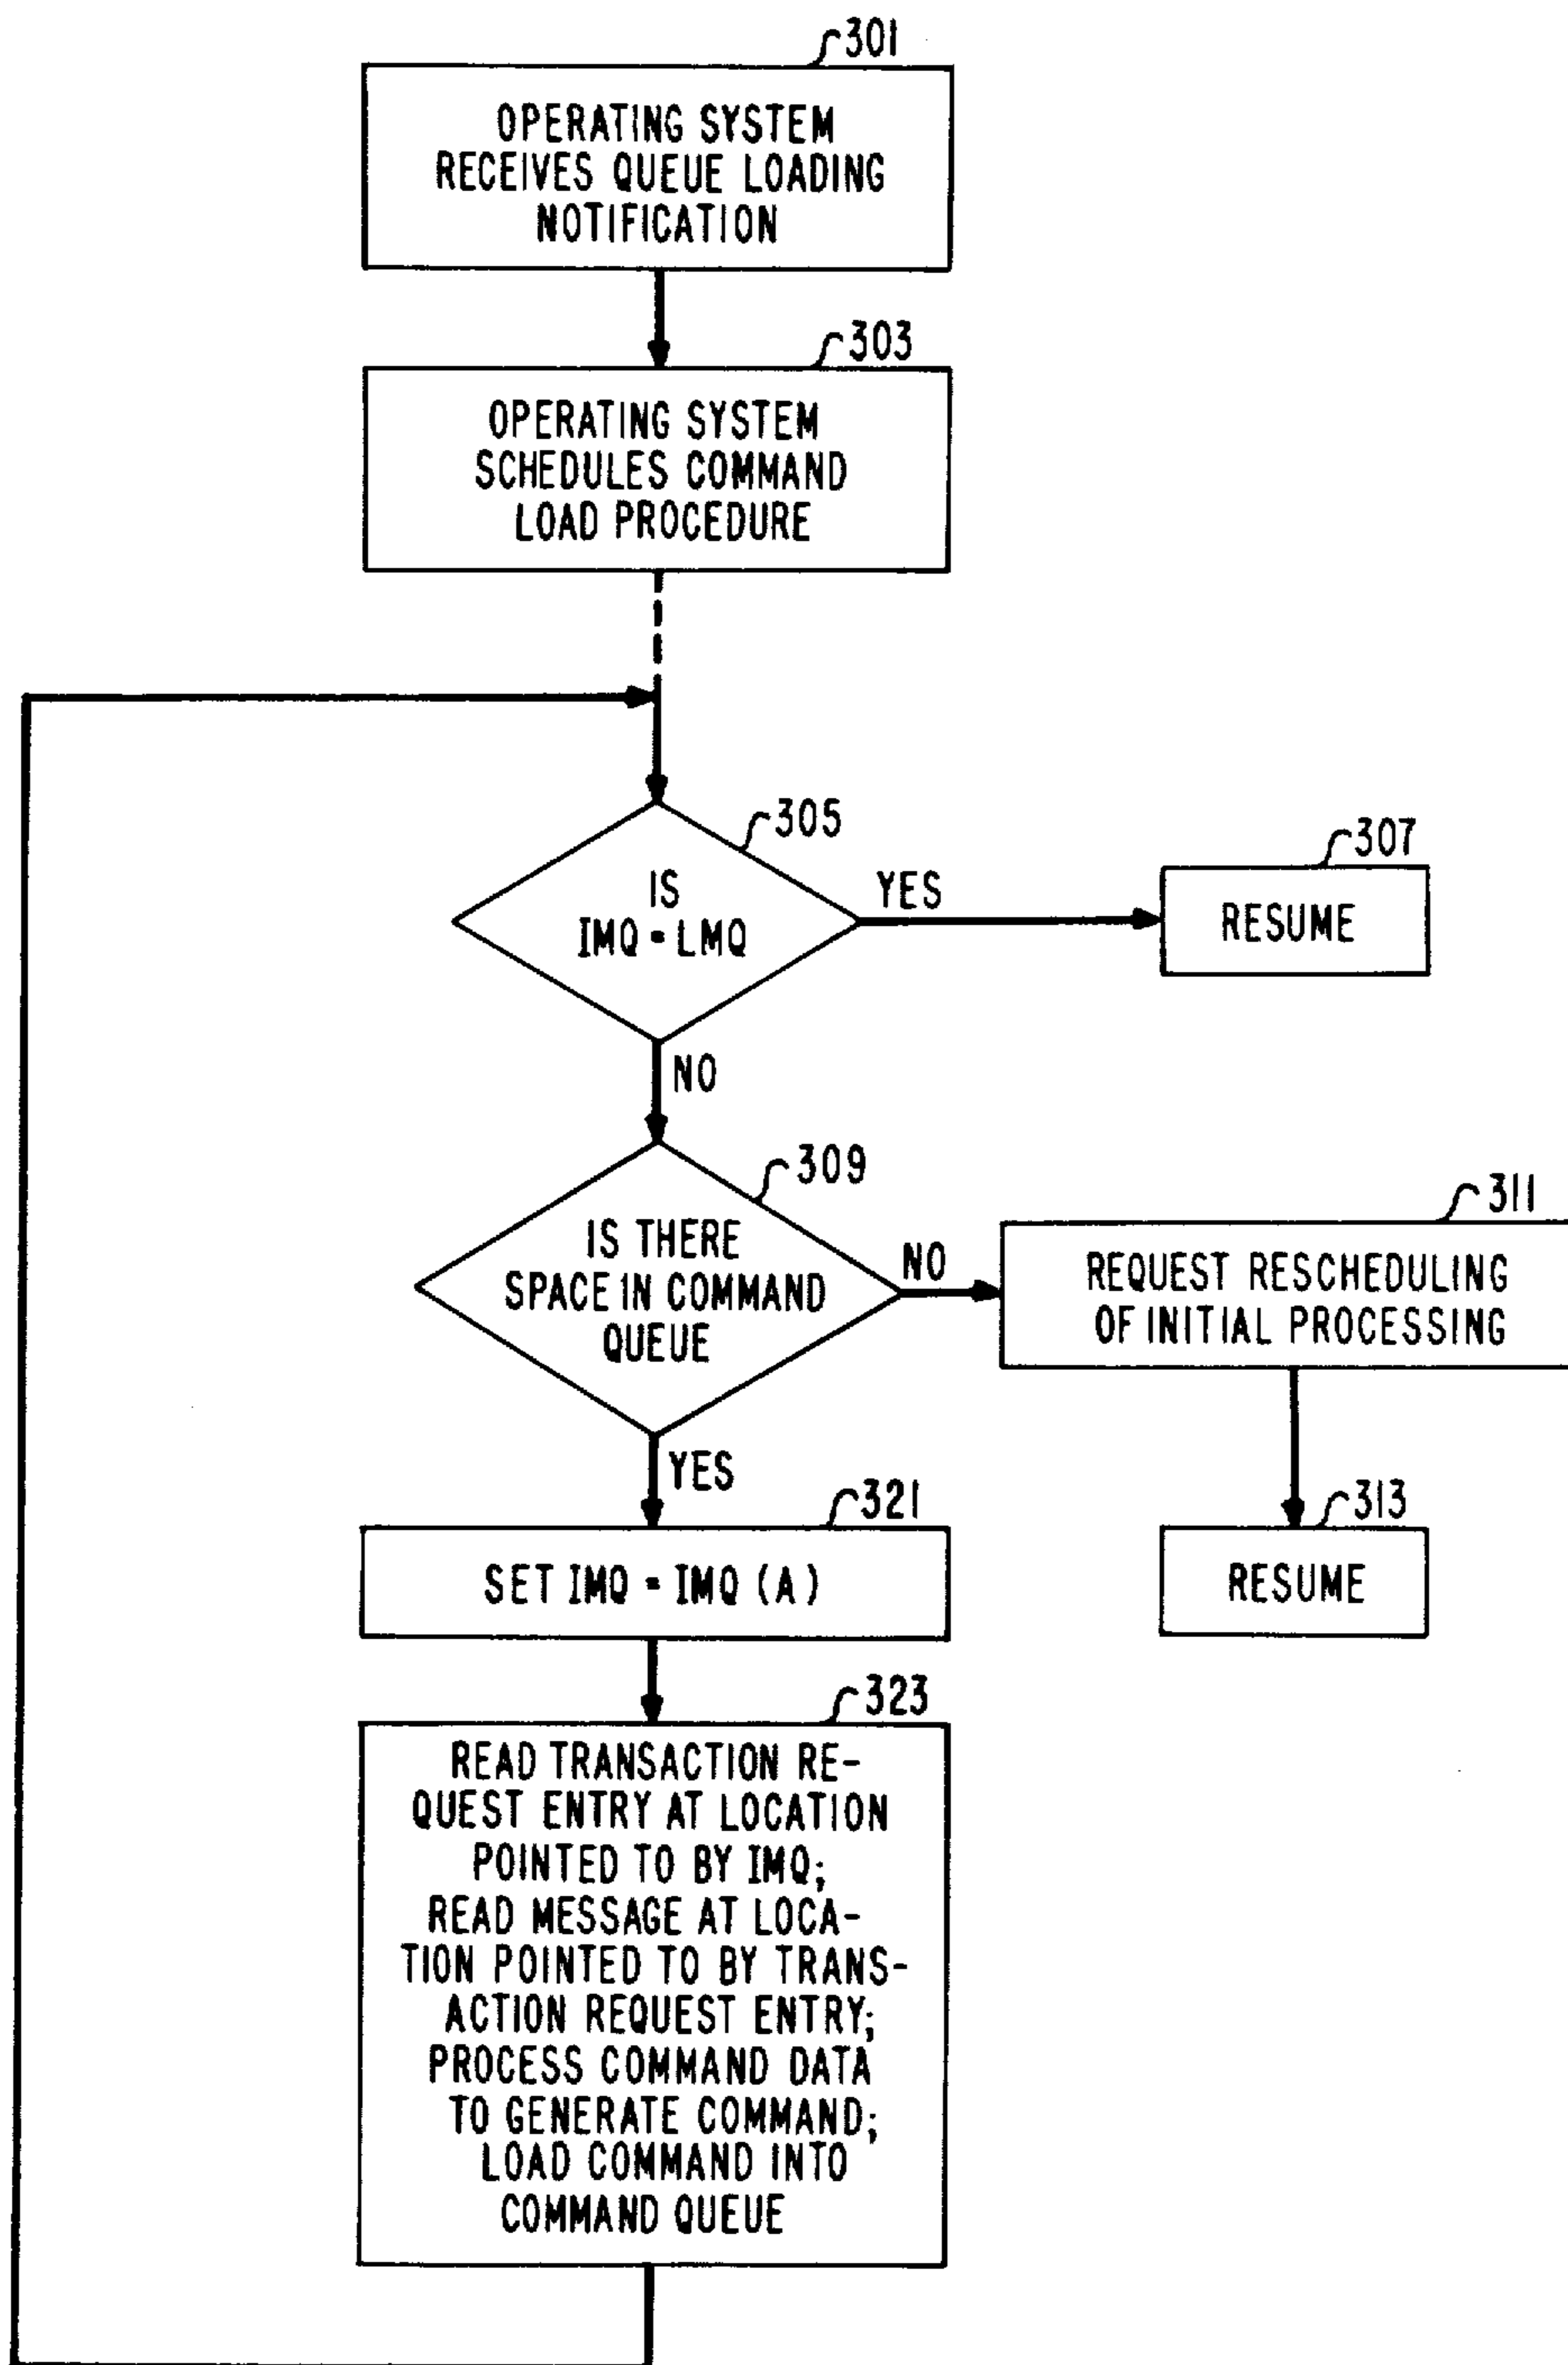 301
OPERATING SYSTEM
RECEIVES QUEUE LOADING
NOTIFICATION
303
OPERATING SYSTEM
SCHEDULES COMMAND
LOAD PROCEDURE
305
IS
IMQ = LMQ
YES
307
RESUME
NO
309
IS THERE
SPACE IN COMMAND
QUEUE
NO
311
REQUEST RESCHEDULING
OF INITIAL PROCESSING
YES
313
RESUME
321
SET IMQ = IMQ (A)
323
READ TRANSACTION RE-
QUEST ENTRY AT LOCATION
POINTED TO BY IMQ;
READ MESSAGE AT LOCA-
TION POINTED TO BY TRANS-
ACTION REQUEST ENTRY;
PROCESS COMMAND DATA
TO GENERATE COMMAND;
LOAD COMMAND INTO
COMMAND QUEUE